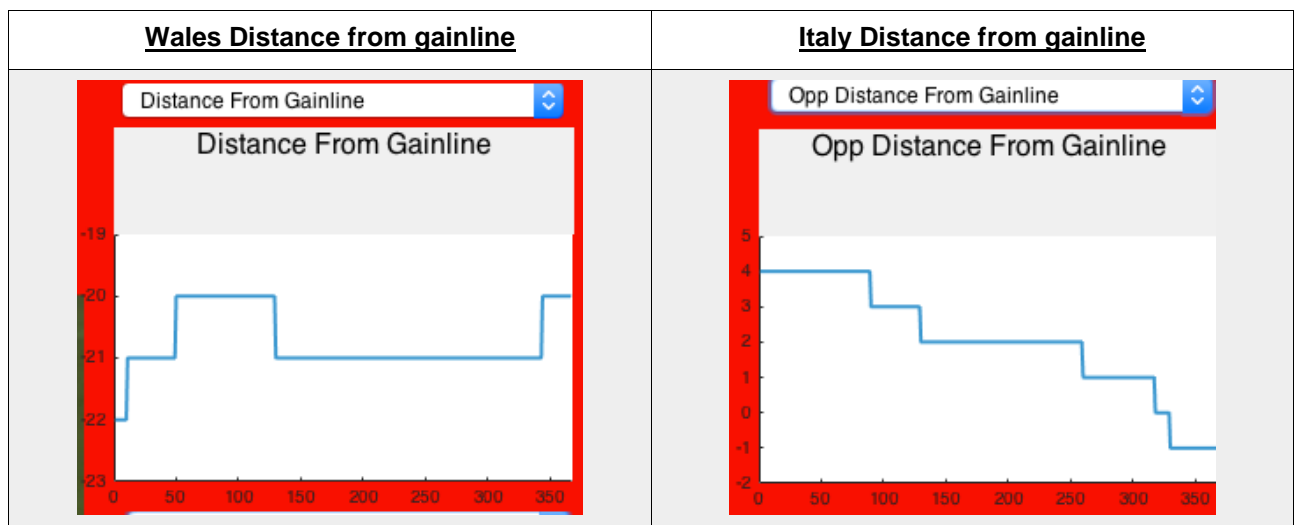 Wales Distance from gainline
Italy Distance from gainline
Distance From Gainline
Distance From Gainline
-19
-20
-21
-22
-23
0 50 100 150 200 250 300 350
Opp Distance From Gainline
Opp Distance From Gainline
5
4
3
2
1
0
-1
-2
0 50 100 150 200 250 300 350